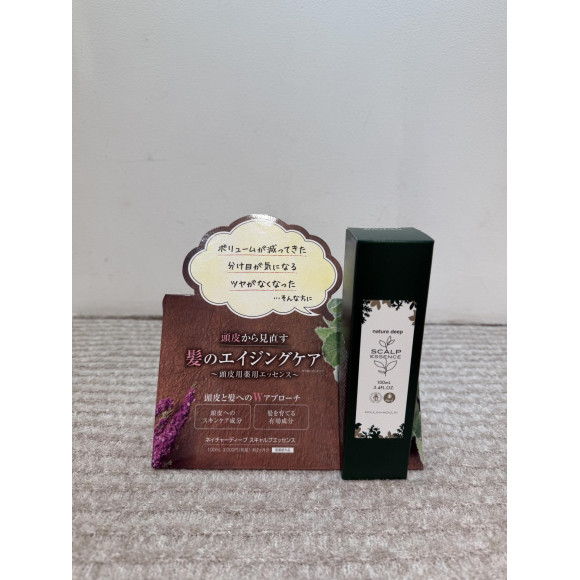 ボリュームが減ってきた
分け目が気になる
ツヤがなくなった
…そんな方に
頭皮から見直す
髪のエイジングケア
～頭皮用薬用エッセンス～
頭皮と髪へのWアプローチ
頭皮への
スキンケア成分
髪を育てる
有効成分
ネイチャーディープ スキャルプエッセンス
nature deep
SCALP
ESSENCE
100mL
3.4FL.OZ.